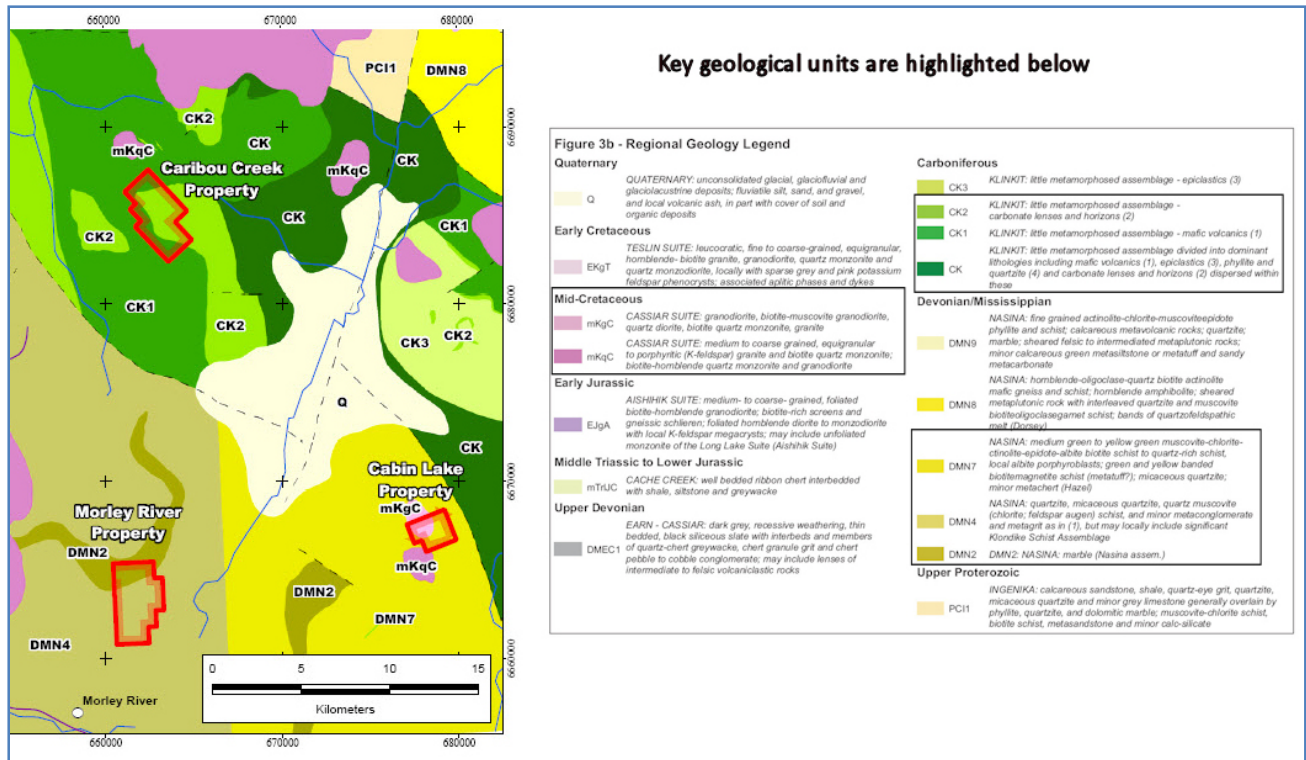 660000
670000
680000
PCI1
DMN8
CK2
CK
mKqC
CK
6690000
mKqC
Caribou Creek
Property
CK
CK1
CK2
CK1
CK2
CK3
CK2
6680000
Q
CK
Cabin Lake
Property
mKgC
6670000
Morley River
Property
DMN2
mKqC
DMN2
DMN7
DMN4
6660000
0 5 10 15
Kilometers
Morley River
660000
670000
680000
Key geological units are highlighted below
Figure 3b - Regional Geology Legend
Quaternary
QUATERNARY: unconsolidated glacial, glaciofluvial and
glaciolacustrine deposits; fluviatile silt, sand, and gravel,
Q
and local volcanic ash, in part with cover of soil and
organic deposits
Early Cretaceous
TESLIN SUITE: leucocratic, fine to coarse-grained, equigranular,
hornblende- biotite granite, granodiorite, quartz monzonite
EKgT
and quartz monzodiorite, locally with sparse grey and pink potassium
feldspar phenocrysts; associated aplitic phases and dykes
Mid-Cretaceous
CASSIAR SUITE: granodiorite, biotite-muscovite granodiorite,
mKgC
quartz diorite, biotite quartz monzonite, granite
CASSIAR SUITE: medium to coarse grained, equigranular
mKqC
to porphyritic (K-feldspar) granite and biotite quartz monzonite;
biotite-hornblende quartz monzonite and granodiorite
Early Jurassic
AISHIHIK SUITE: medium- to coarse- grained, foliated
biotite-hornblende granodiorite; biotite-rich screens and
EJgA
gneissic schlieren; foliated hornblende diorite to monzodiorite
with local K-feldspar megacrysts; may include unfoliated
monzonite of the Long Lake Suite (Aishihik Suite)
Middle Triassic to Lower Jurassic
CACHE CREEK: well bedded ribbon chert interbedded
mTrlJC
with shale, siltstone and greywacke
Upper Devonian
EARN - CASSIAR: dark grey, recessive weathering, thin
bedded, black siliceous slate with interbeds and members
DMEC1
of quartz-chert greywacke, chert granule grit and chert
pebble to cobble conglomerate; may include lenses of
intermediate to felsic volcaniclastic rocks
Carboniferous
CK3
KLINKIT: little metamorphosed assemblage - epiclastics (3)
KLINKIT: little metamorphosed assemblage -
CK2
carbonate lenses and horizons (2)
CK1
KLINKIT: little metamorphosed assemblage - mafic volcanics (1)
KLINKIT: little metamorphosed assemblage divided into dominant
lithologies including mafic volcanics (1), epiclastics (3), phyllite and
CK
quartzite (4) and carbonate lenses and horizons (2) dispersed within
these
Devonian/Mississippian
NASINA: fine grained actinolite-chlorite-muscoviteepidote
phyllite and schist; calcareous metavolcanic rocks; quartzite;
DMN9
marble; sheared felsic to intermediated metaplutonic rocks;
minor calcareous green metasiltstone or metatuff and sandy
metacarbonate
NASINA: hornblende-oligoclase-quartz biotite actinolite
mafic gneiss and schist; hornblende amphibolite; sheared
DMN8
metaplutonic rock with interleaved quartzite and muscovite
biotiteoligoclasegarnet schist; bands of quartzofeldspathic
melt (Dorsey)
NASINA: medium green to yellow green muscovite-chlorite-
ctinolite-epidote-albite biotite schist to quartz-rich schist,
DMN7
local albite porphyroblasts; green and yellow banded
biotitemagnetite schist (metatuff?); micaceous quartzite;
minor metachert (Hazel)
NASINA: quartzite, micaceous quartzite, quartz muscovite
(chlorite; feldspar augen) schist, and minor metaconglomerate
DMN4
and metagrit as in (1), but may locally include significant
Klondike Schist Assemblage
DMN2
DMN2: NASINA: marble (Nasina assem.)
Upper Proterozoic
INGENIKA: calcareous sandstone, shale, quartz-eye grit, quartzite,
micaceous quartzite and minor grey limestone generally overlain by
PCI1
phyllite, quartzite, and dolomitic marble; muscovite-chlorite schist,
biotite schist, metasandstone and minor calc-silicate